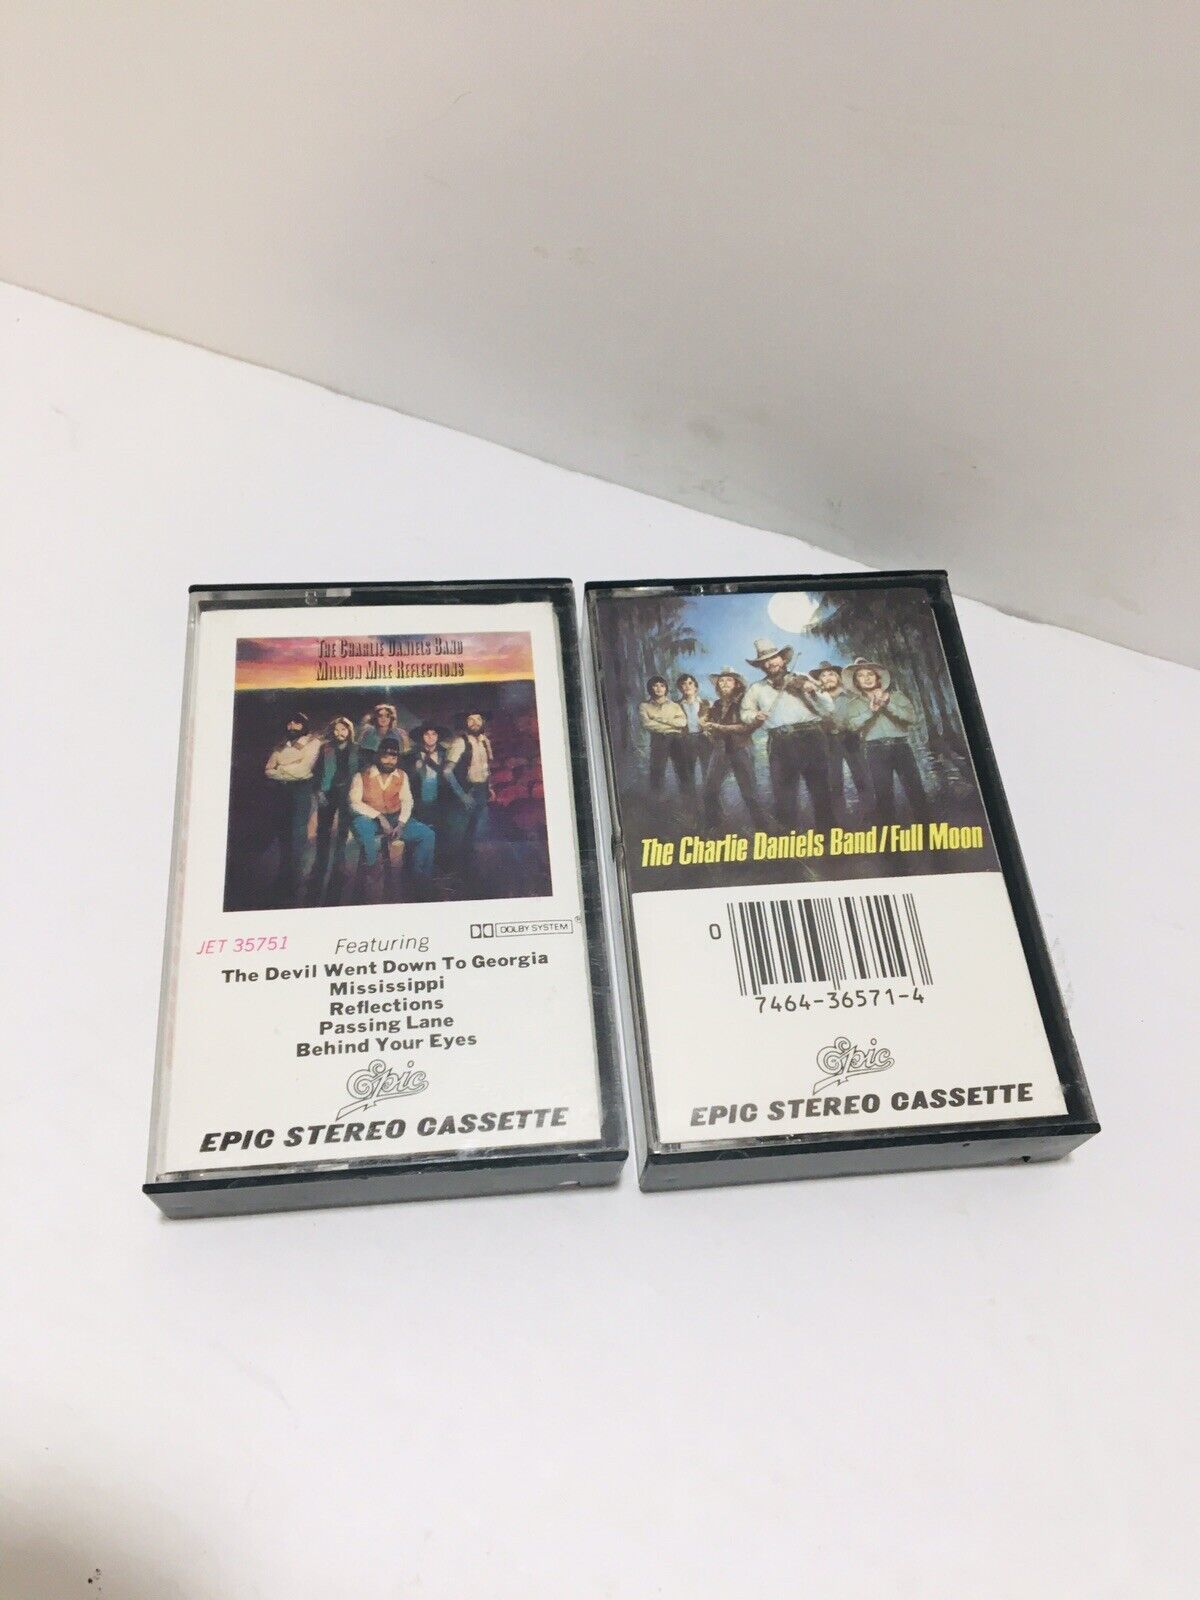 The Charlie Daniels Band
Million Mile Reflections
JET 35751
Featuring
DOLBY SYSTEM®
The Devil Went Down To Georgia
Mississippi
Reflections
Passing Lane
Behind Your Eyes
Epic
EPIC STEREO CASSETTE
The Charlie Daniels Band/Full Moon
0
7464-36571-4
Epic
EPIC STEREO CASSETTE